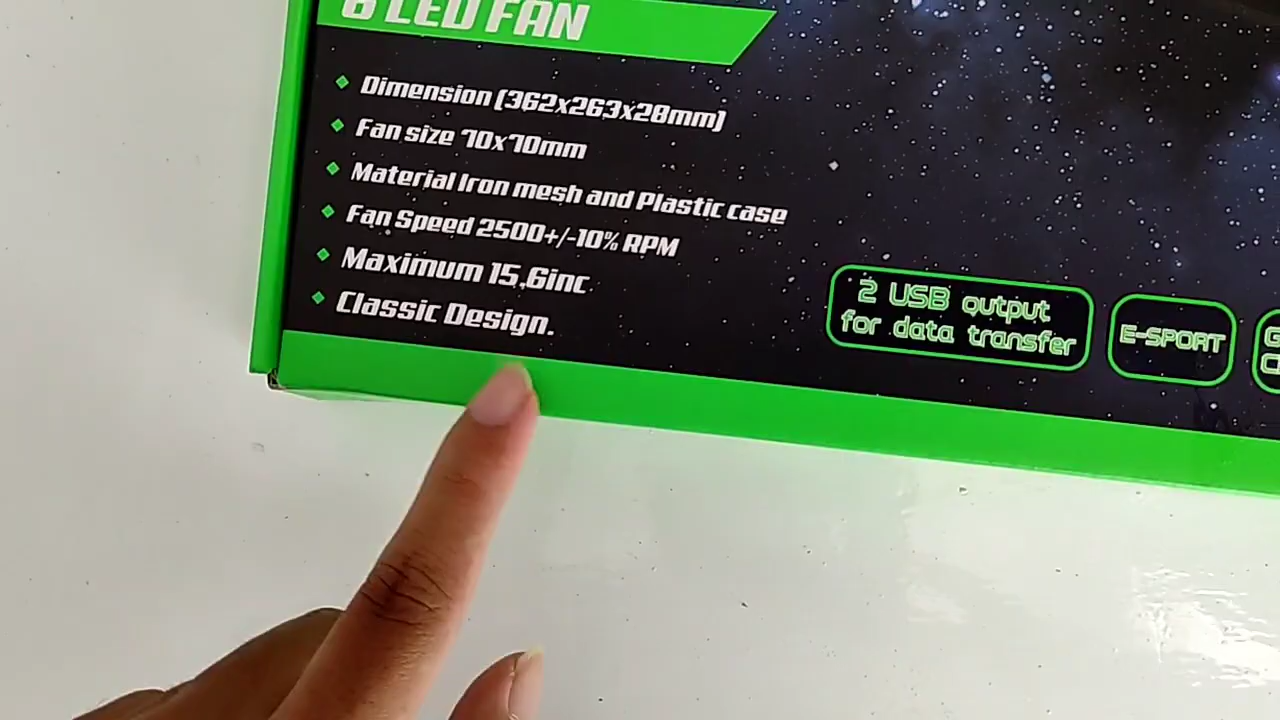 6 LED FAN
Dimension (362x263x28mm)
Fan size 70x70mm
Material Iron mesh and Plastic case
Fan Speed 2500+/-10% RPM
Maximum 15,6inc
Classic Design.
2 USB output
for data transfer
E-SPORT